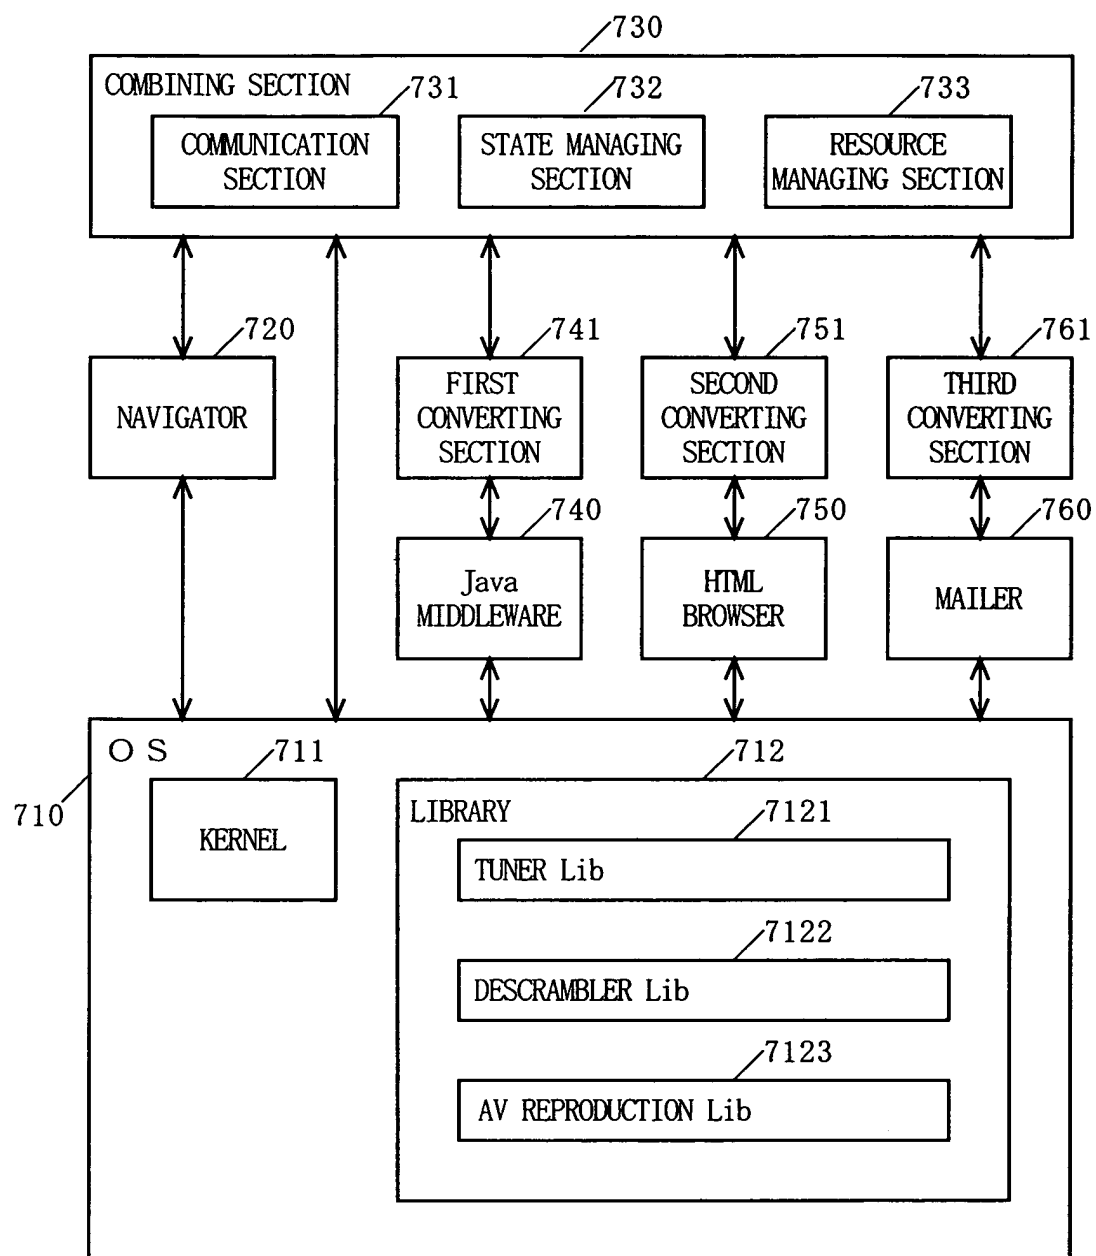 730
COMBINING SECTION
731
732
733
COMMUNICATION
SECTION
STATE MANAGING
SECTION
RESOURCE
MANAGING SECTION
720
741
751
761
NAVIGATOR
FIRST
CONVERTING
SECTION
SECOND
CONVERTING
SECTION
THIRD
CONVERTING
SECTION
740
750
760
Java
MIDDLEWARE
HTML
BROWSER
MAILER
OS
710
711
KERNEL
712
LIBRARY
7121
TUNER Lib
7122
DESCRAMBLER Lib
7123
AV REPRODUCTION Lib